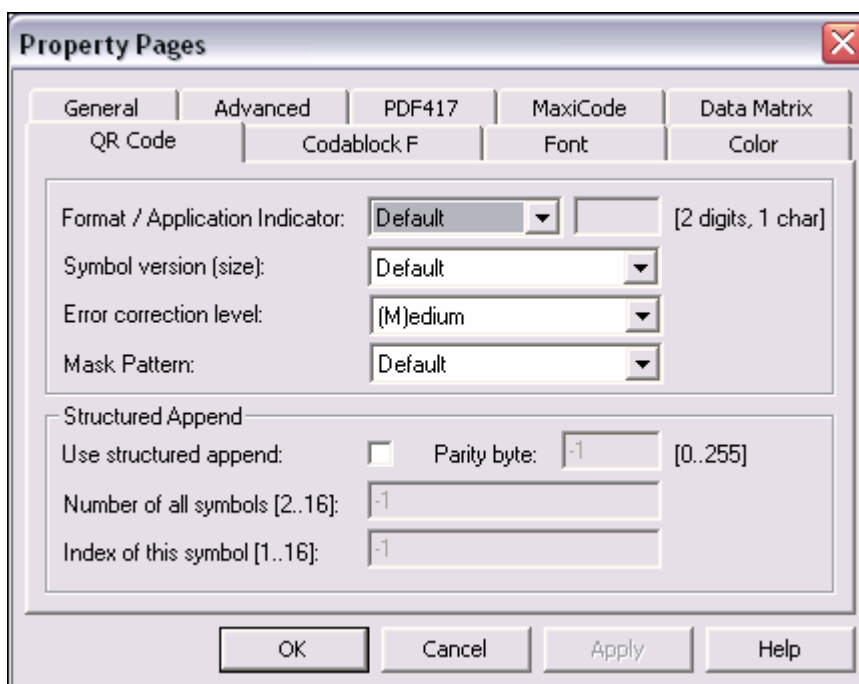 Property Pages
General Advanced PDF417 MaxiCode Data Matrix
QR Code Codablock F Font Color
Format / Application Indicator: Default [2 digits, 1 char]
Symbol version (size): Default
Error correction level: (M)edium
Mask Pattern: Default
Structured Append
Use structured append: Parity byte: -1 [0..255]
Number of all symbols [2..16]: -1
Index of this symbol [1..16]: -1
OK Cancel Apply Help